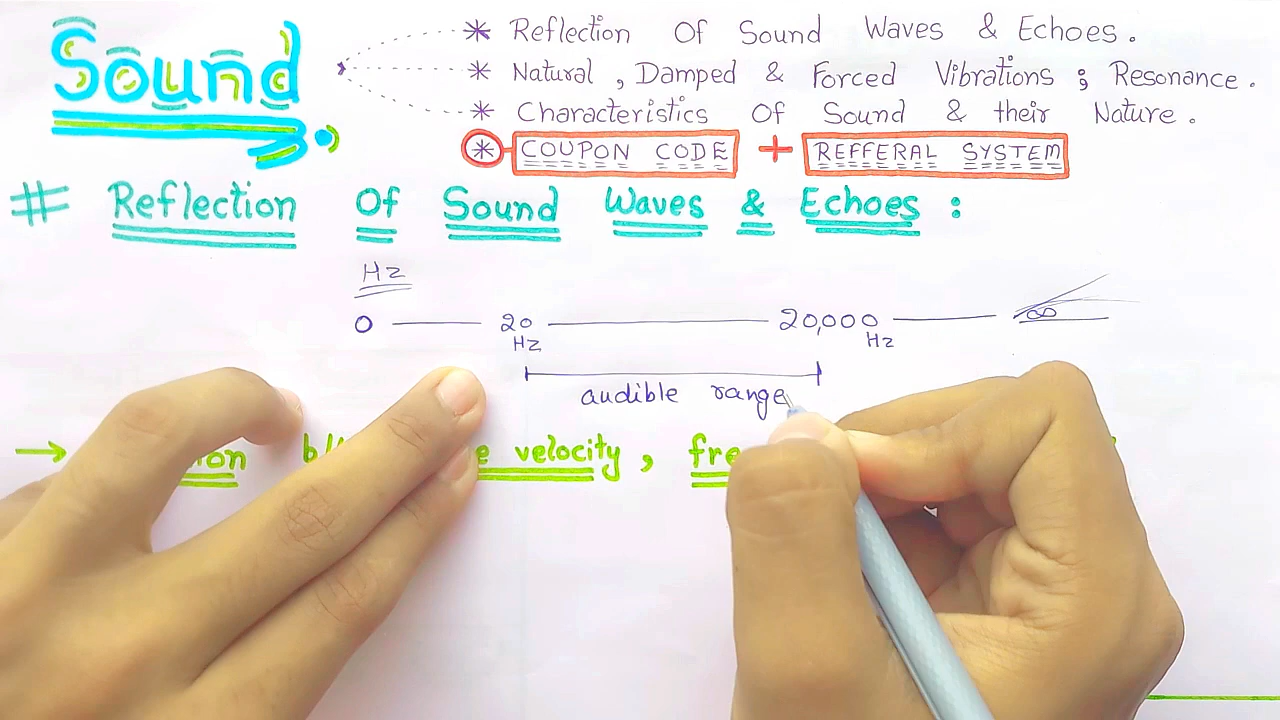 Sound
* Reflection Of Sound Waves & Echoes.
* Natural, Damped & Forced Vibrations ; Resonance.
* Characteristics Of Sound & their Nature.
* COUPON CODE + REFFERAL SYSTEM
# Reflection Of Sound Waves & Echoes :
Hz
0 20 20,000 ∞
Hz Hz
audible range
→ velocity,